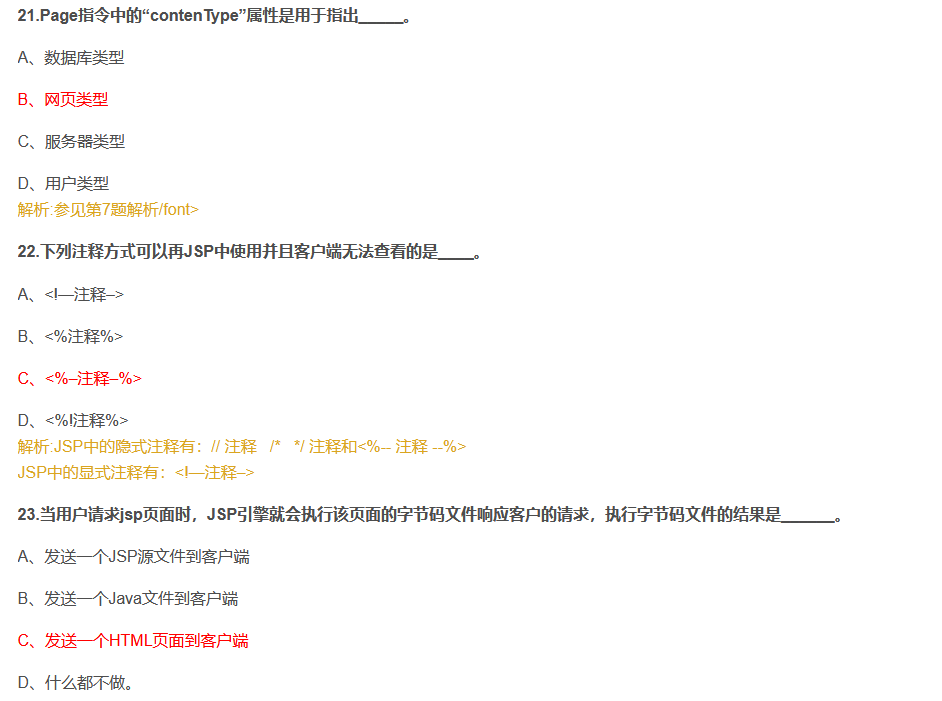 21.Page指令中的“contenType”属性是用于指出_____。
A、数据库类型
B、网页类型
C、服务器类型
D、用户类型
解析:参见第7题解析/font>
22.下列注释方式可以再JSP中使用并且客户端无法查看的是____。
A、<!—注释–>
B、<%注释%>
C、<%–注释–%>
D、<%!注释%>
解析:JSP中的隐式注释有：// 注释   /*   */ 注释和<%-- 注释 --%>
JSP中的显式注释有：<!—注释–>
23.当用户请求jsp页面时，JSP引擎就会执行该页面的字节码文件响应客户的请求，执行字节码文件的结果是______。
A、发送一个JSP源文件到客户端
B、发送一个Java文件到客户端
C、发送一个HTML页面到客户端
D、什么都不做。